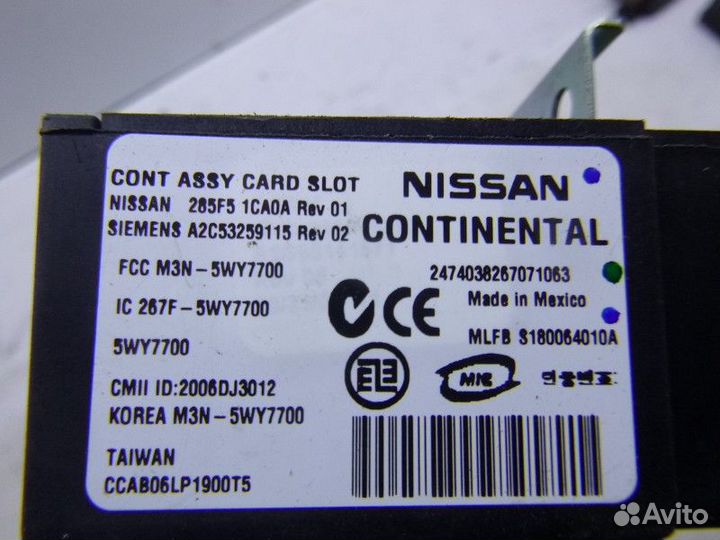 CONT ASSY CARD SLOT
NISSAN
NISSAN 285F5 1CA0A Rev 01
SIEMENS A2C53259115 Rev 02
CONTINENTAL
FCC M3N-5WY7700
2474038267071063
IC 267F-5WY7700
Made in Mexico
5WY7700
MLFB S180064010A
CE
CMII ID:2006DJ3012
MIC
KOREA M3N-5WY7700
TAIWAN
CCAB06LP1900T5
Avito